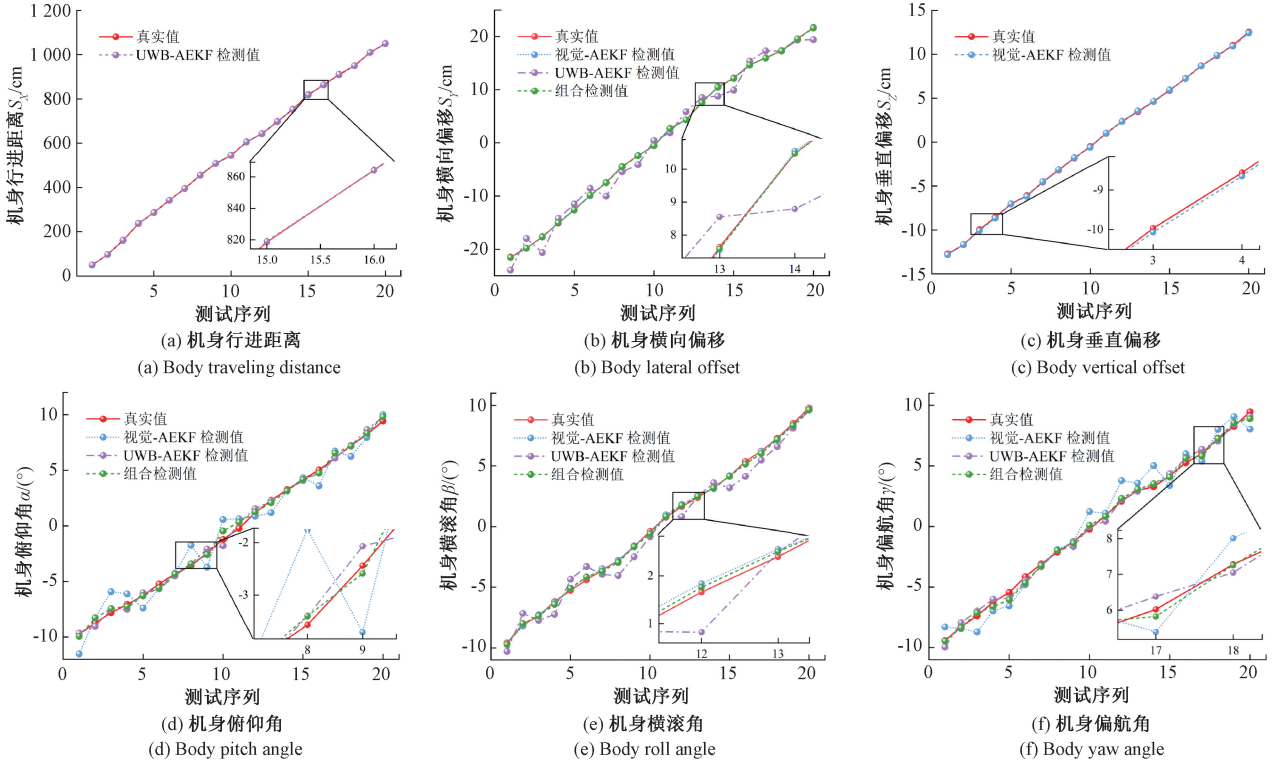 1 200
1 000
800
600
400
200
0
机身行进距离Sx/cm
真实值
UWB-AEKF 检测值
860
840
820
15.0 15.5 16.0
5 10 15 20
测试序列
(a) 机身行进距离
(a) Body traveling distance
20
10
0
-10
-20
机身横向偏移SY/cm
真实值
视觉-AEKF 检测值
UWB-AEKF 检测值
组合检测值
10
9
8
13 14
0 5 10 15 20
测试序列
(b) 机身横向偏移
(b) Body lateral offset
15
10
5
0
-5
-10
-15
机身垂直偏移SZ/cm
真实值
视觉-AEKF 检测值
-9
-10
3 4
0 5 10 15 20
测试序列
(c) 机身垂直偏移
(c) Body vertical offset
10
5
0
-5
-10
机身俯仰角α/(°)
真实值
视觉-AEKF 检测值
UWB-AEKF 检测值
组合检测值
-2
-3
8 9
0 5 10 15 20
测试序列
(d) 机身俯仰角
(d) Body pitch angle
10
5
0
-5
-10
机身横滚角β/(°)
真实值
视觉-AEKF 检测值
UWB-AEKF 检测值
组合检测值
2
1
12 13
0 5 10 15 20
测试序列
(e) 机身横滚角
(e) Body roll angle
10
5
0
-5
-10
机身偏航角γ/(°)
真实值
视觉-AEKF 检测值
UWB-AEKF 检测值
组合检测值
8
7
6
17 18
0 5 10 15 20
测试序列
(f) 机身偏航角
(f) Body yaw angle